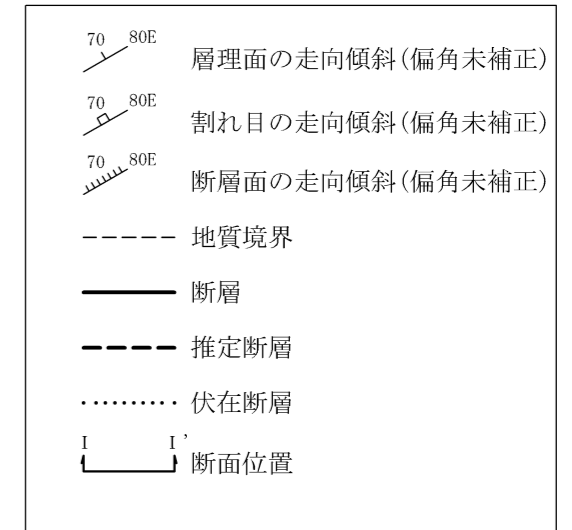 70 80E 層理面の走向傾斜(偏角未補正)
70 80E 割れ目の走向傾斜(偏角未補正)
70 80E 断層面の走向傾斜(偏角未補正)
地質境界
断層
推定断層
伏在断層
I I' 断面位置